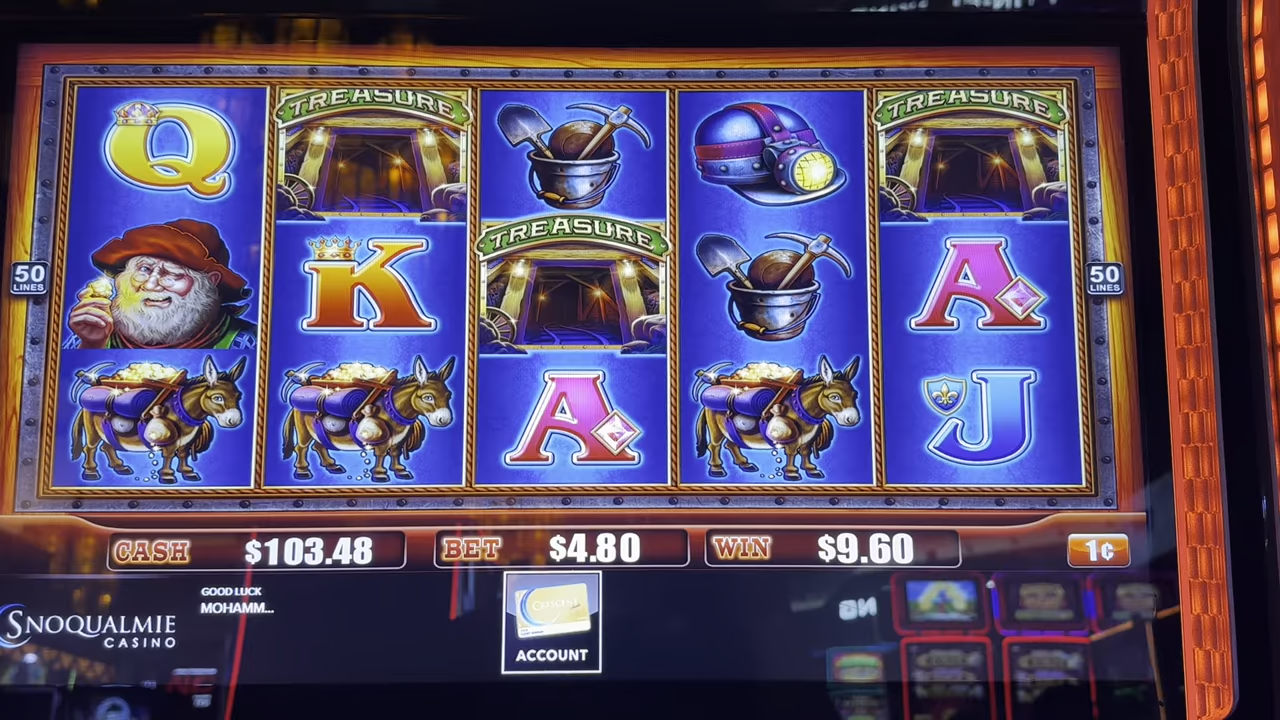 Q
TREASURE
TREASURE
TREASURE
K
A
A
J
50
LINES
50
LINES
CASH $103.48
BET $4.80
WIN $9.60
1¢
SNOQUALMIE
CASINO
GOOD LUCK
MOHAMM...
CRESCENT
ACCOUNT